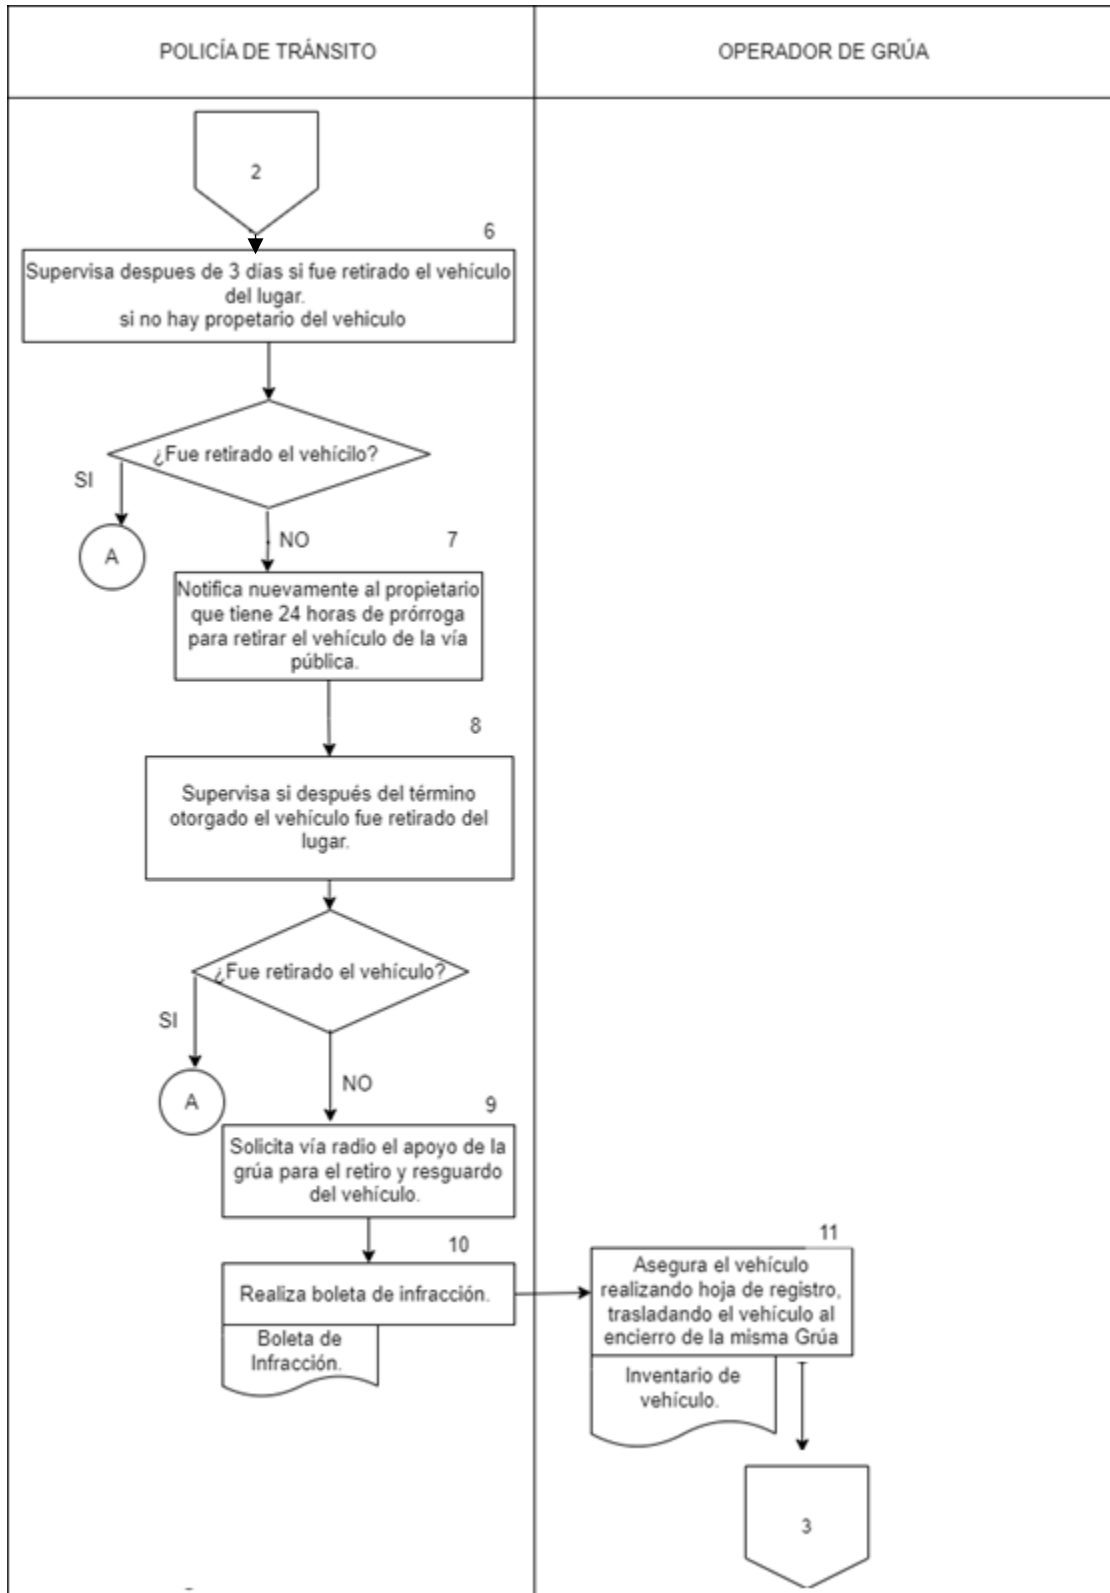 POLICÍA DE TRÁNSITO
OPERADOR DE GRÚA
2
6
Supervisa despues de 3 días si fue retirado el vehículo
del lugar.
si no hay propetario del vehiculo
¿Fue retirado el vehícilo?
SI
A
NO
7
Notifica nuevamente al propietario
que tiene 24 horas de prórroga
para retirar el vehículo de la vía
pública.
8
Supervisa si después del término
otorgado el vehículo fue retirado del
lugar.
¿Fue retirado el vehículo?
SI
A
NO
9
Solicita vía radio el apoyo de la
grúa para el retiro y resguardo
del vehículo.
10
Realiza boleta de infracción.
Boleta de
Infracción.
11
Asegura el vehículo
realizando hoja de registro,
trasladando el vehículo al
encierro de la misma Grúa
Inventario de
vehículo.
3